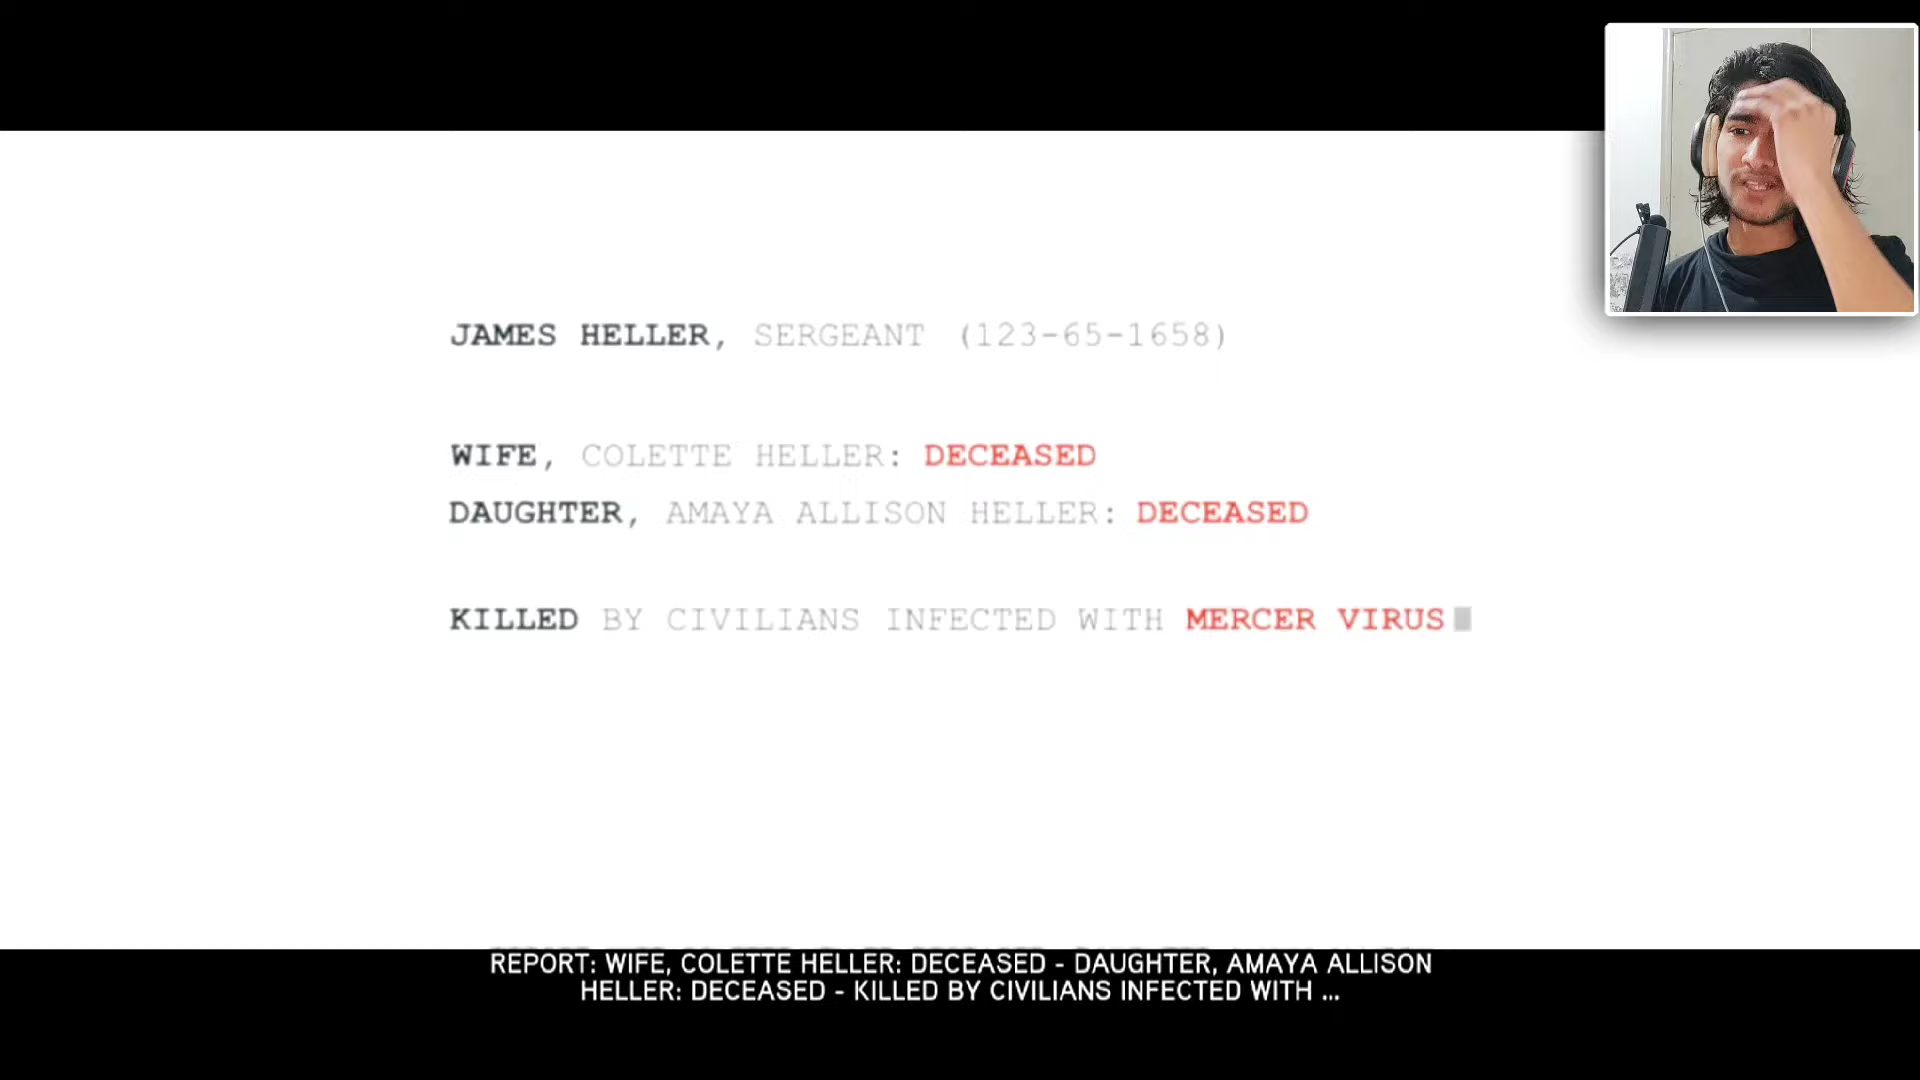 JAMES HELLER, SERGEANT (123-65-1658)
WIFE, COLETTE HELLER: DECEASED
DAUGHTER, AMAYA ALLISON HELLER: DECEASED
KILLED BY CIVILIANS INFECTED WITH MERCER VIRUS
REPORT: WIFE, COLETTE HELLER: DECEASED - DAUGHTER, AMAYA ALLISON
HELLER: DECEASED - KILLED BY CIVILIANS INFECTED WITH ...